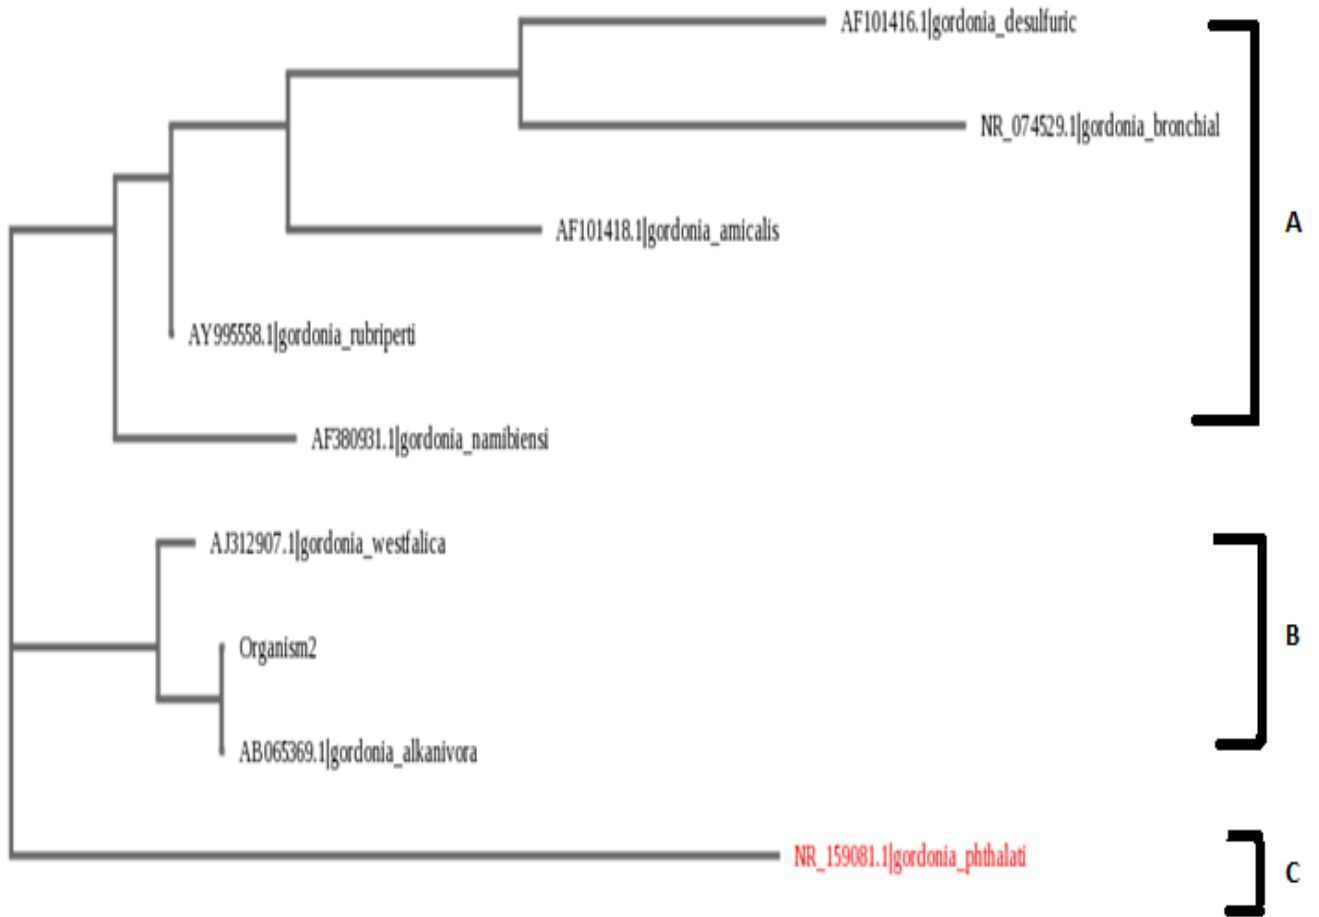 AF101416.1|gordonia_desulfuric
NR_074529.1|gordonia_bronchial
A
AF101418.1|gordonia_amicalis
AY995558.1|gordonia_rubriperti
AF380931.1|gordonia_namibiensi
AJ312907.1|gordonia_westfalica
B
Organism2
AB065369.1|gordonia_alkanivora
NR_159081.1|gordonia_phthalati
C